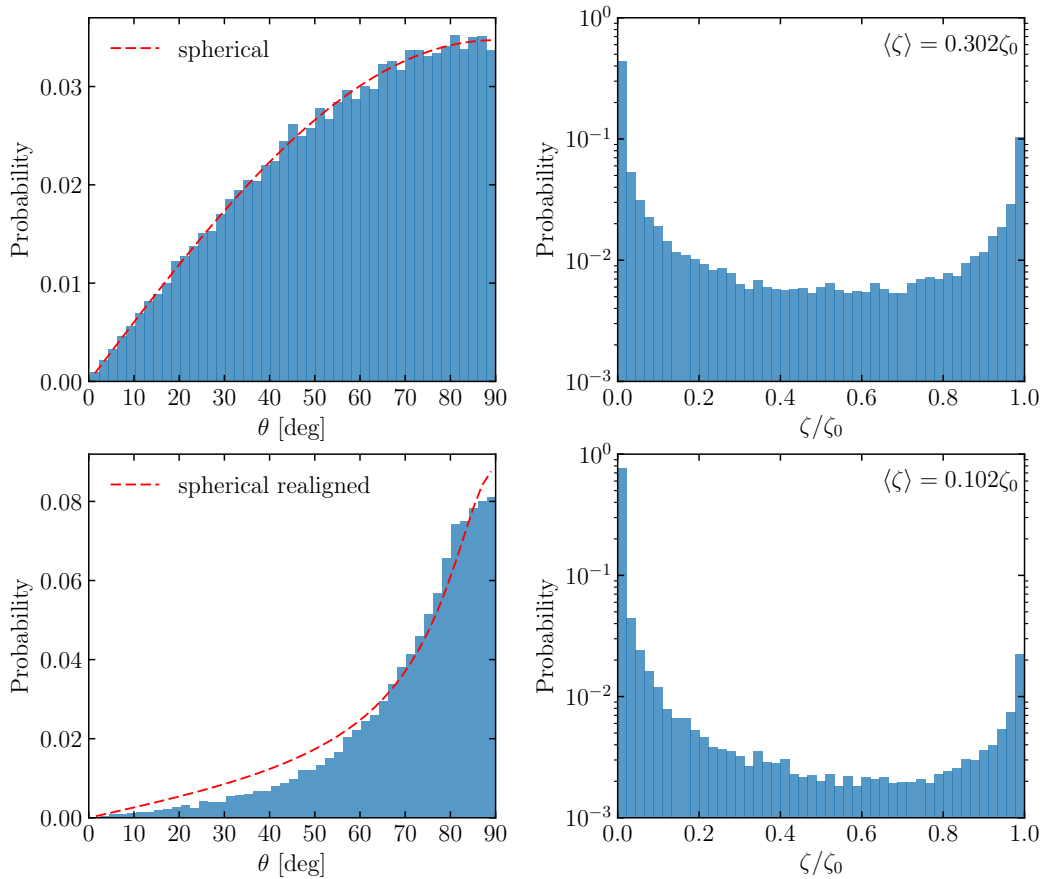 spherical
Probability
0.03
0.02
0.01
0.00
0 10 20 30 40 50 60 70 80 90
θ [deg]
⟨ζ⟩ = 0.302ζ₀
Probability
10⁰
10⁻¹
10⁻²
10⁻³
0.0 0.2 0.4 0.6 0.8 1.0
ζ/ζ₀
spherical realigned
Probability
0.08
0.06
0.04
0.02
0.00
0 10 20 30 40 50 60 70 80 90
θ [deg]
⟨ζ⟩ = 0.102ζ₀
Probability
10⁰
10⁻¹
10⁻²
10⁻³
0.0 0.2 0.4 0.6 0.8 1.0
ζ/ζ₀